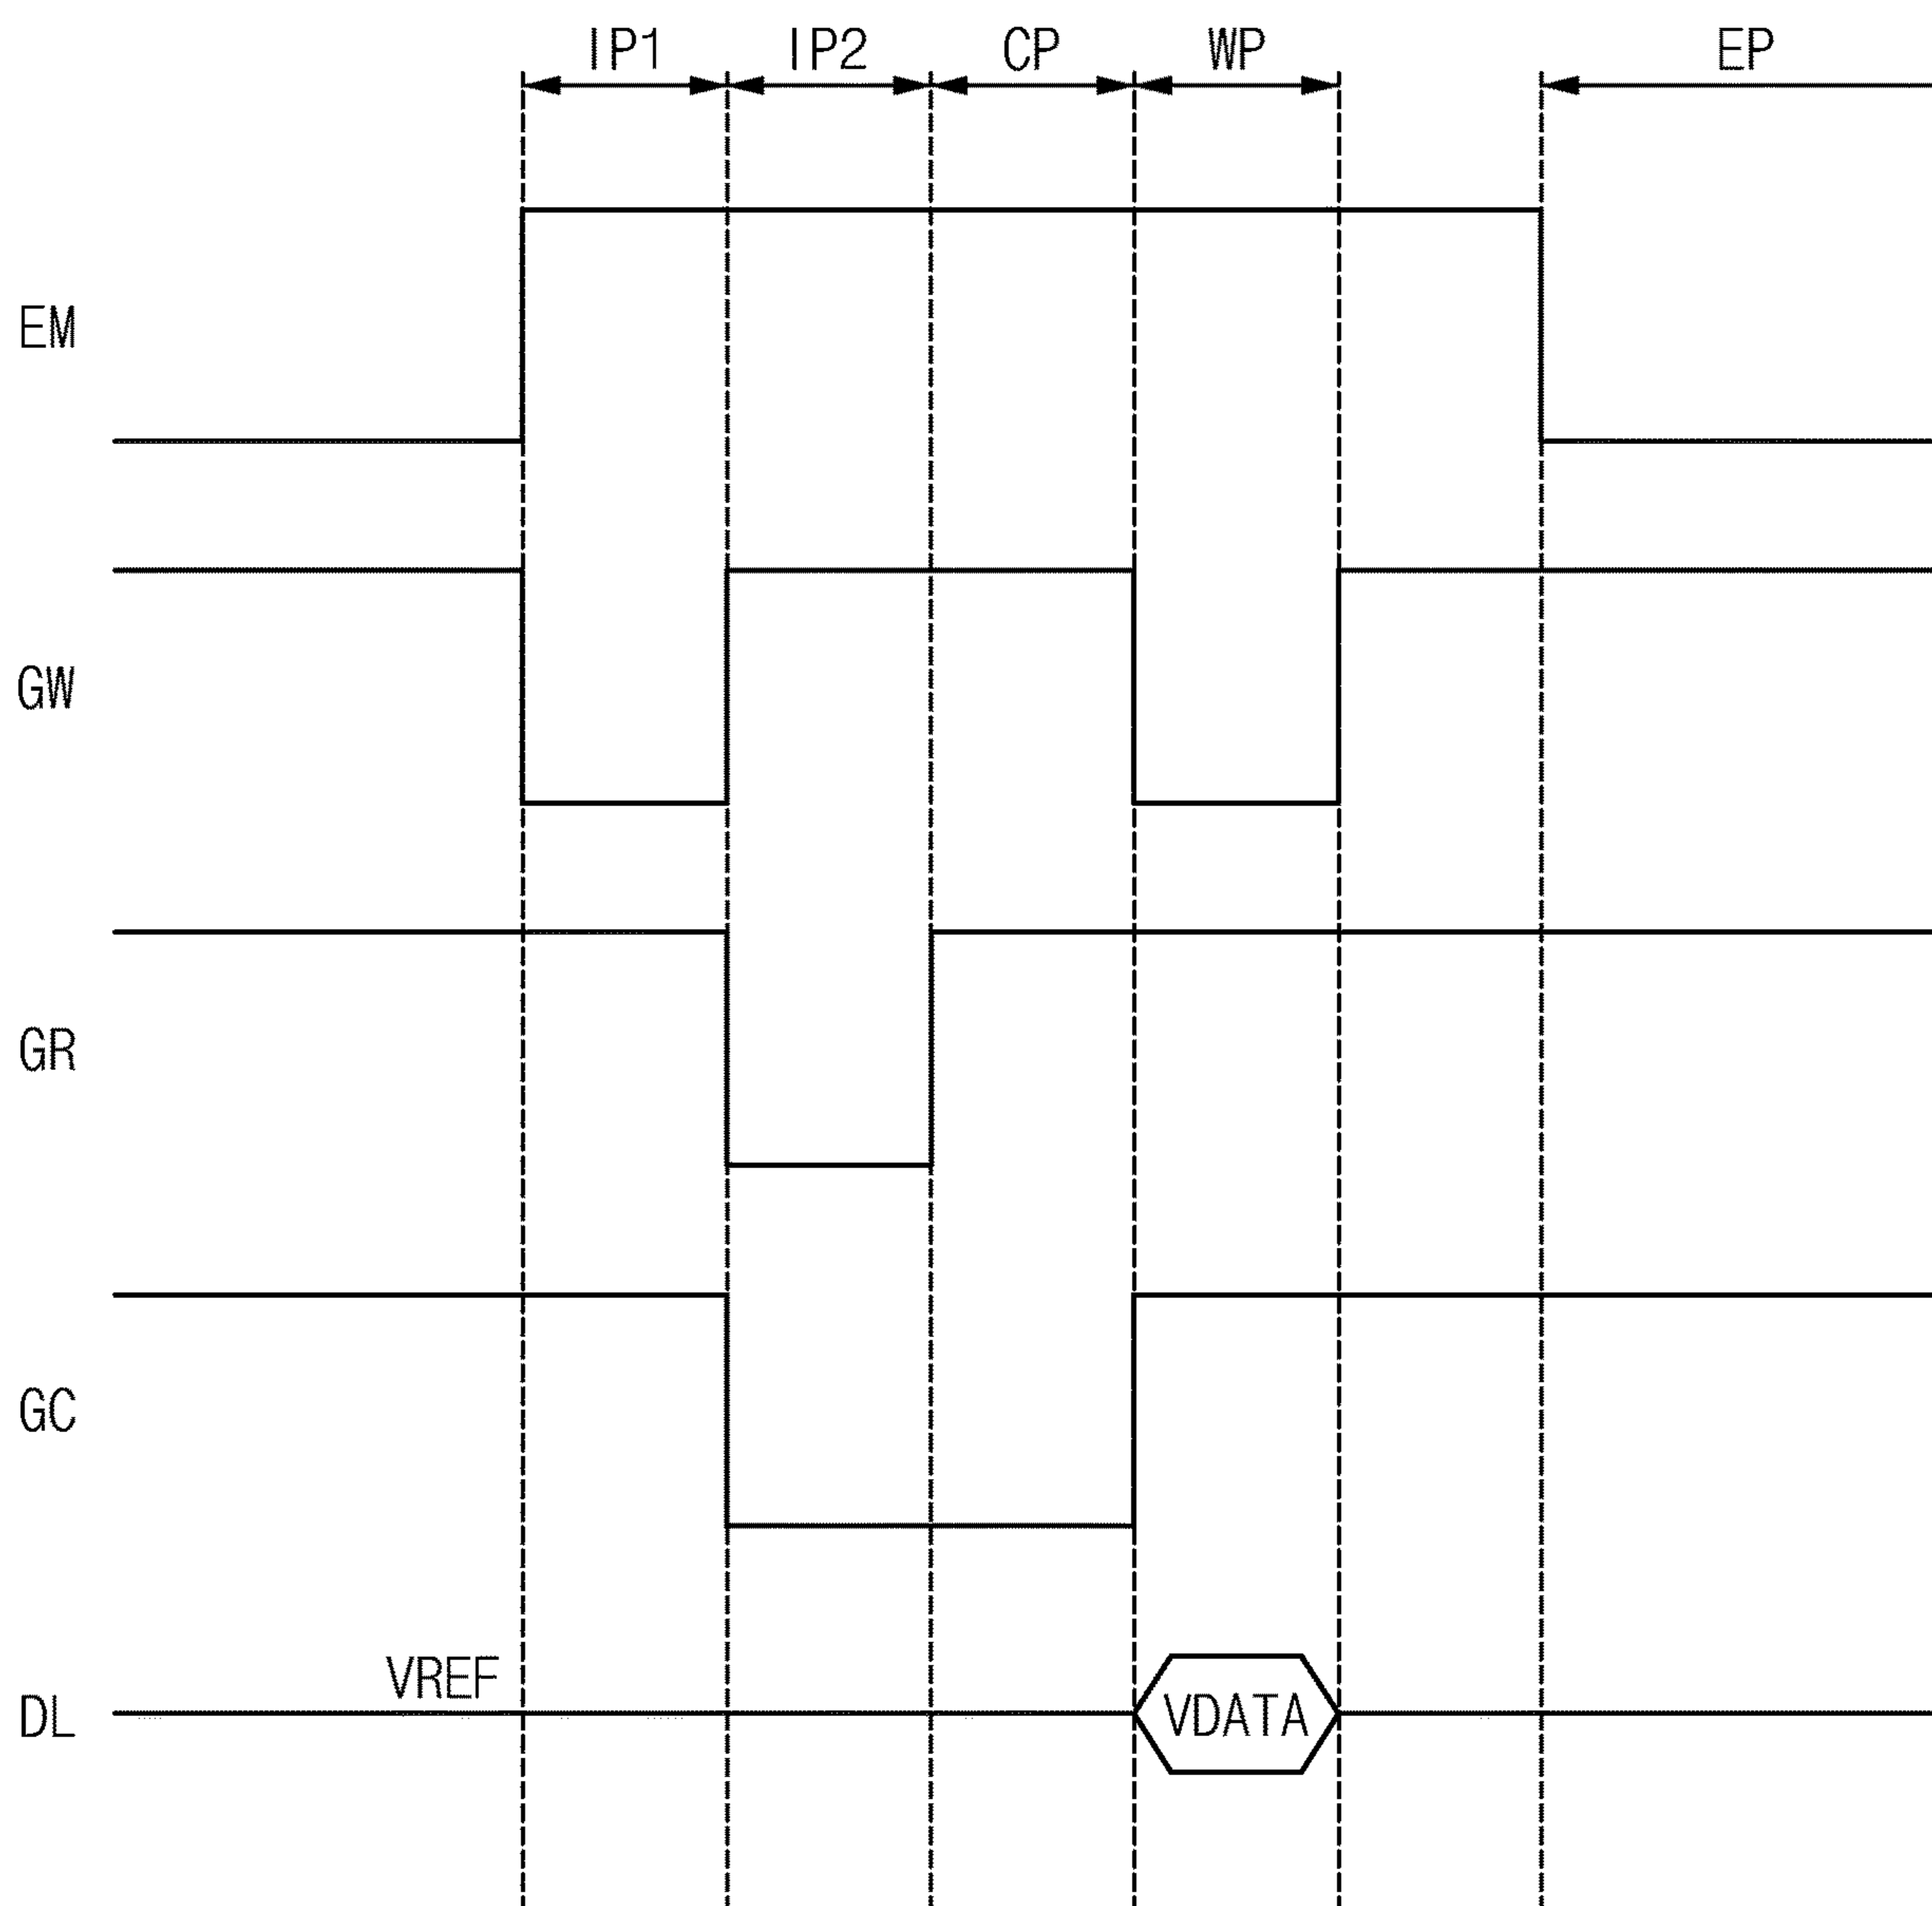 IP1 IP2 CP WP EP
EM
GW
GR
GC
VREF
DL VDATA